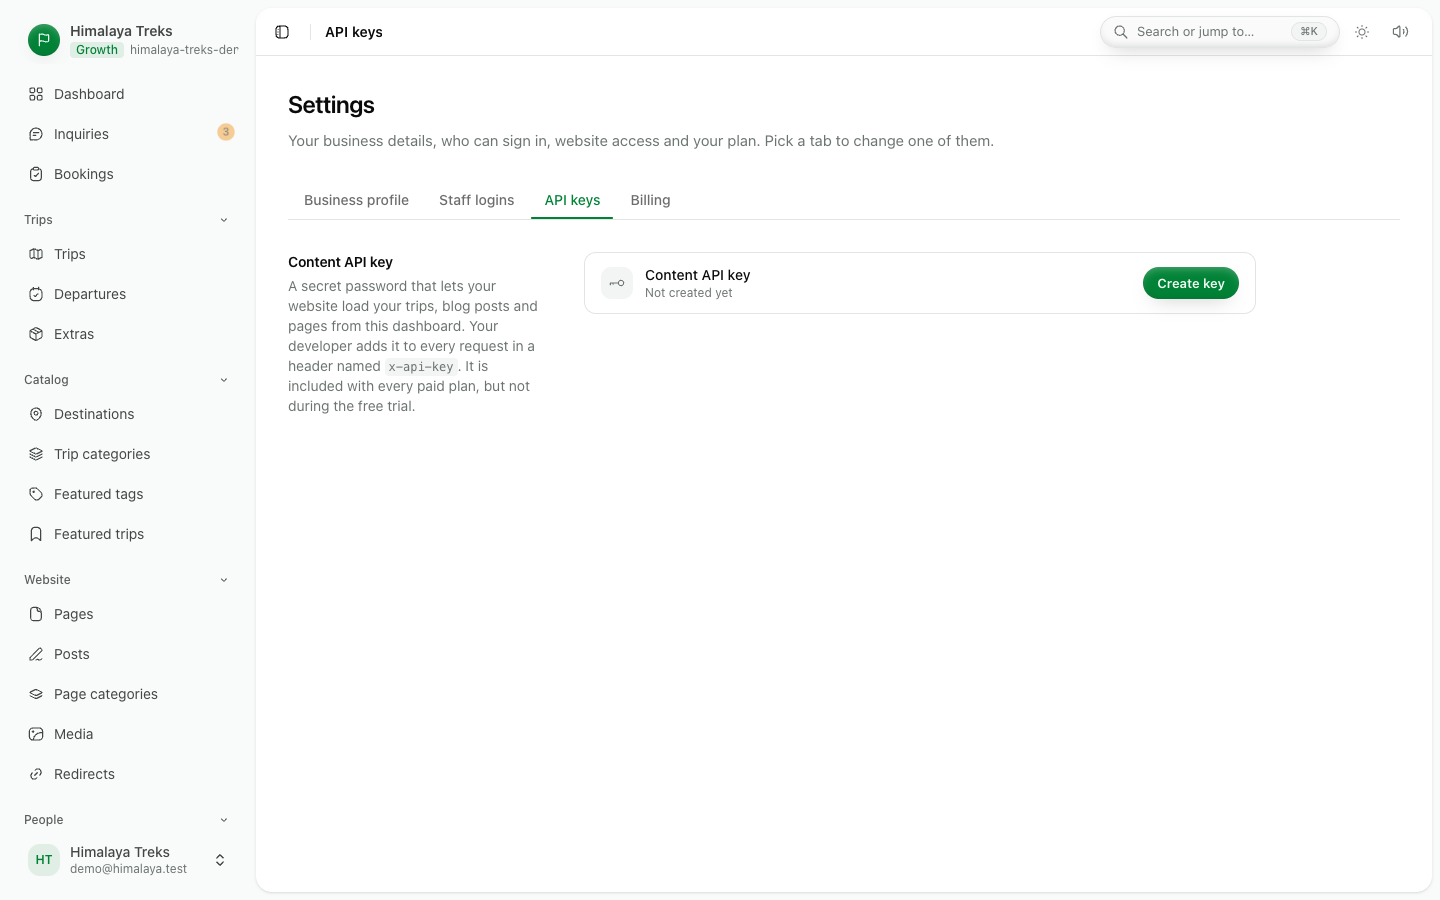 Himalaya Treks
Growth himalaya-treks-der
Dashboard
Inquiries 3
Bookings
Trips
Trips
Departures
Extras
Catalog
Destinations
Trip categories
Featured tags
Featured trips
Website
Pages
Posts
Page categories
Media
Redirects
People
HT
Himalaya Treks
demo@himalaya.test
API keys
Search or jump to...
⌘K
Settings
Your business details, who can sign in, website access and your plan. Pick a tab to change one of them.
Business profile Staff logins API keys Billing
Content API key
A secret password that lets your
website load your trips, blog posts and
pages from this dashboard. Your
developer adds it to every request in a
header named x-api-key. It is
included with every paid plan, but not
during the free trial.
Content API key
Not created yet
Create key